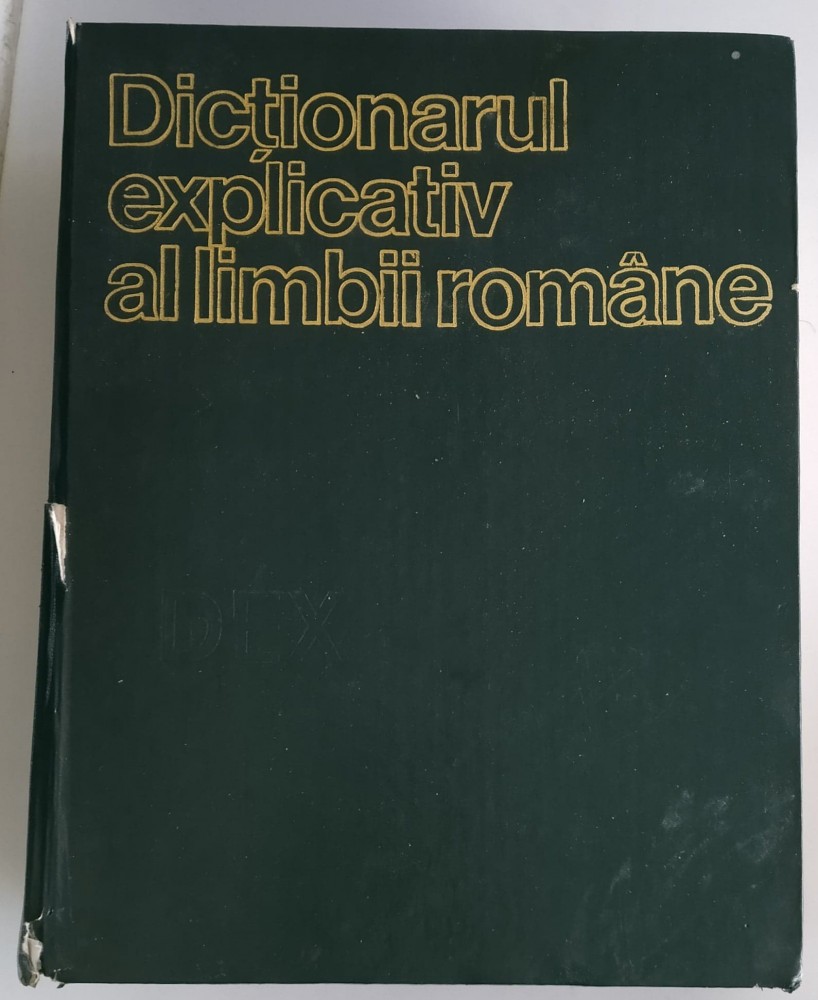 Dicționarul
explicativ
al limbii române
DEX